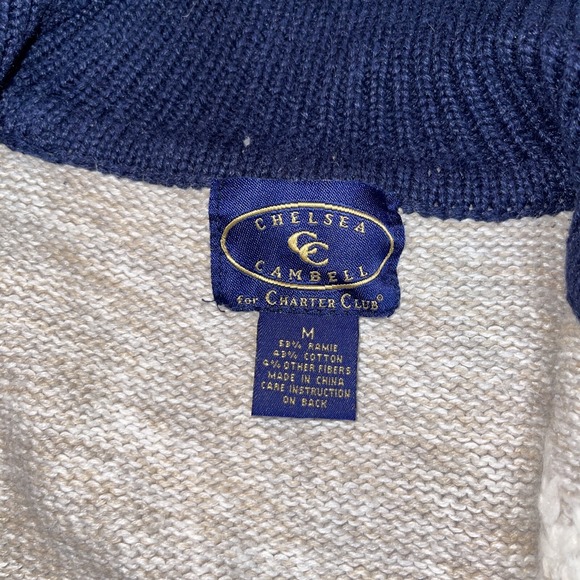 CHELSEA
CC
CAMBELL
for CHARTER CLUB®
M
53% RAMIE
43% COTTON
4% OTHER FIBERS
MADE IN CHINA
CARE INSTRUCTION
ON BACK